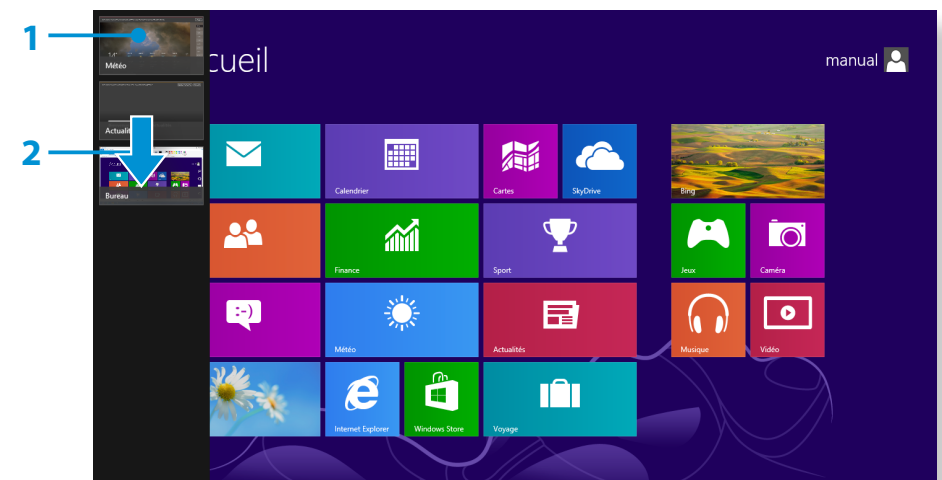 1
Météo
cueil
manual
Actualit
2
Bureau
Calendrier
Cartes
SkyDrive
Bing
Finance
Sport
Jeux
Caméra
:-)
Météo
Actualités
Musique
Vidéo
Internet Explorer
Windows Store
Voyage